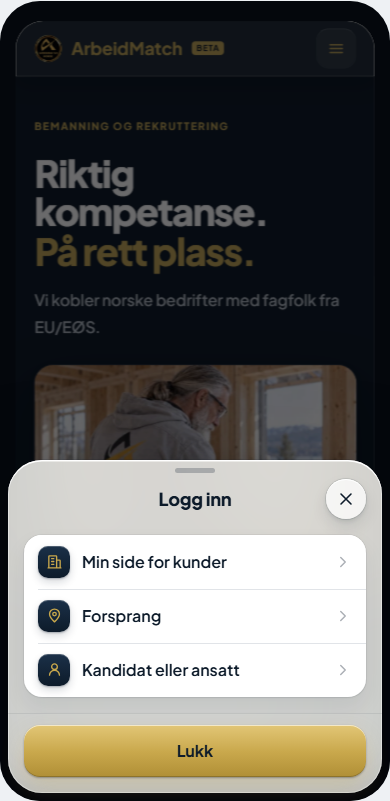 ArbeidMatch BETA
BEMANNING OG REKRUTTERING
Riktig
kompetanse.
På rett plass.
Vi kobler norske bedrifter med fagfolk fra
EU/EØS.
Logg inn
Min side for kunder
Forsprang
Kandidat eller ansatt
Lukk